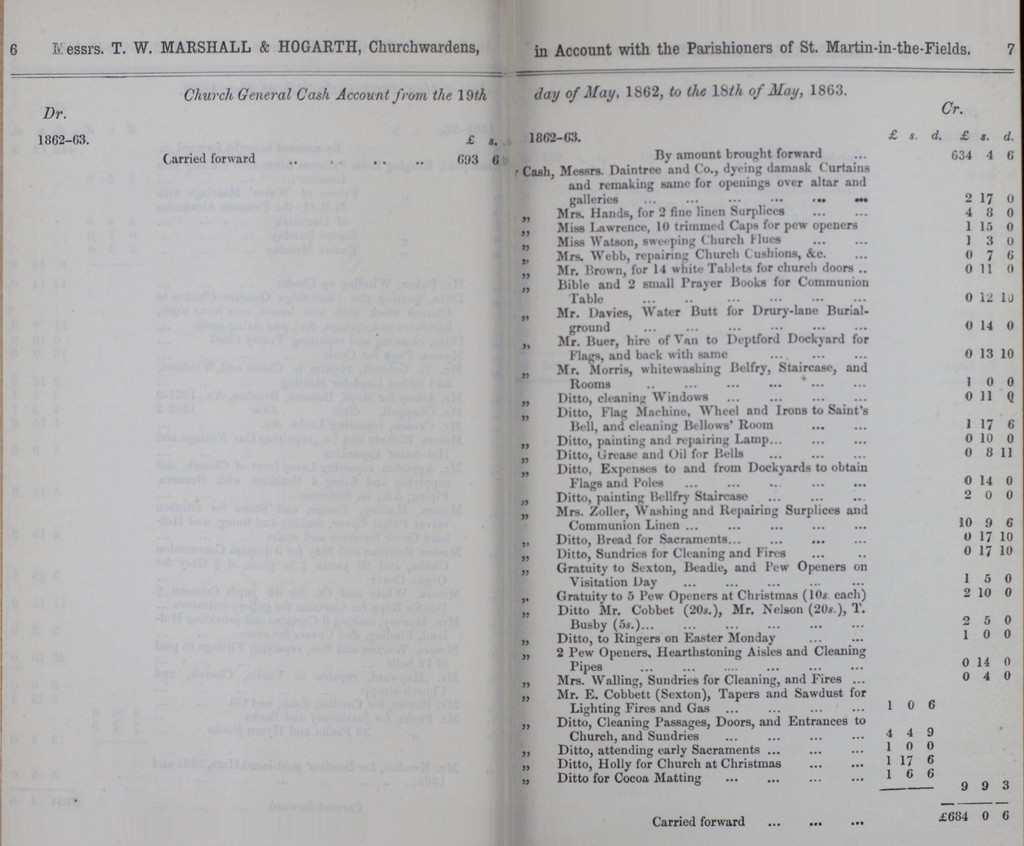 6 Messrs. T. W. MARSHALL & HOGARTH, Churchwardens,
Church General Cash Account from the 19th
Dr.
1862-63. £ s.
Carried forward .. . .. .. 693 6
in Account with the Parishioners of St. Martin-in-the-Fields. 7
day of May, 1862, to the 18th of May, 1863.
Cr.
1862-63. £ s. d. £ s. d.
By amount brought forward ... 634 4 6
Cash, Messrs. Daintree and Co., dyeing damask Curtains
and remaking same for openings over altar and
galleries ... ... ... ... ... ... 2 17 0
„ Mrs. Hands, for 2 fine linen Surplices ... ... 4 8 0
„ Miss Lawrence, 10 trimmed Caps for pew openers 1 15 0
„ Miss Watson, sweeping Church Flues ... ... 1 3 0
„ Mrs. Webb, repairing Church Cushions, &c. ... 0 7 6
„ Mr. Brown, for 14 white Tablets for church doors .. 0 11 0
„ Bible and 2 small Prayer Books for Communion
Table ... .. ... ... ... ... 0 12 10
„ Mr. Davies, Water Butt for Drury-lane Burial-
ground ... ... ... ... ... ... 0 14 0
„ Mr. Buer, hire of Van to Deptford Dockyard for
Flags, and back with same ... ... ... 0 13 10
„ Mr. Morris, whitewashing Belfry, Staircase, and
Rooms .. ... ... ... ... ... 1 0 0
„ Ditto, cleaning Windows ... ... ... ... 0 11 0
„ Ditto, Flag Machine, Wheel and Irons to Saint's
Bell, and cleaning Bellows' Room ... ... 1 17 6
„ Ditto, painting and repairing Lamp... ... ... 0 10 0
„ Ditto, Grease and Oil for Bells ... ... ... 0 8 11
„ Ditto, Expenses to and from Dockyards to obtain
Flags and Poles ... ... .. ... ... 0 14 0
„ Ditto, painting Bellfry Staircase ... ... ... 2 0 0
„ Mrs. Zoller, Washing and Repairing Surplices and
Communion Linen ... ... ... ... ... 10 9 6
„ Ditto, Bread for Sacraments... ... ... ... 0 17 10
„ Ditto, Sundries for Cleaning and Fires ... .. 0 17 10
„ Gratuity to Sexton, Beadle, and Pew Openers on
Visitation Day ... ... ... ... ... 1 5 0
„ Gratuity to 5 Pew Openers at Christmas (10s. each) 2 10 0
„ Ditto Mr. Cobbet (20s.), Mr. Nelson (20s.), T.
Busby (5s.)... ... ... ... ... ... 2 5 0
„ Ditto, to Ringers on Easter Monday ... ... 1 0 0
„ 2 Pew Openers, Hearthstoning Aisles and Cleaning
Pipes ... ... ... ... ... ... 0 14 0
„ Mrs. Walling, Sundries for Cleaning, and Fires ... 0 4 0
„ Mr. E. Cobbett (Sexton), Tapers and Sawdust for
Lighting Fires and Gas ... ... ... ... 1 0 6
„ Ditto, Cleaning Passages, Doors, and Entrances to
Church, and Sundries ... ... ... ... 4 4 9
„ Ditto, attending early Sacraments ... ... ... 1 0 0
„ Ditto, Holly for Church at Christmas ... ... 1 17 6
„ Ditto for Cocoa Matting ... ... ... ... 1 6 6
9 9 3
Carried forward ... ... ... £684 0 6